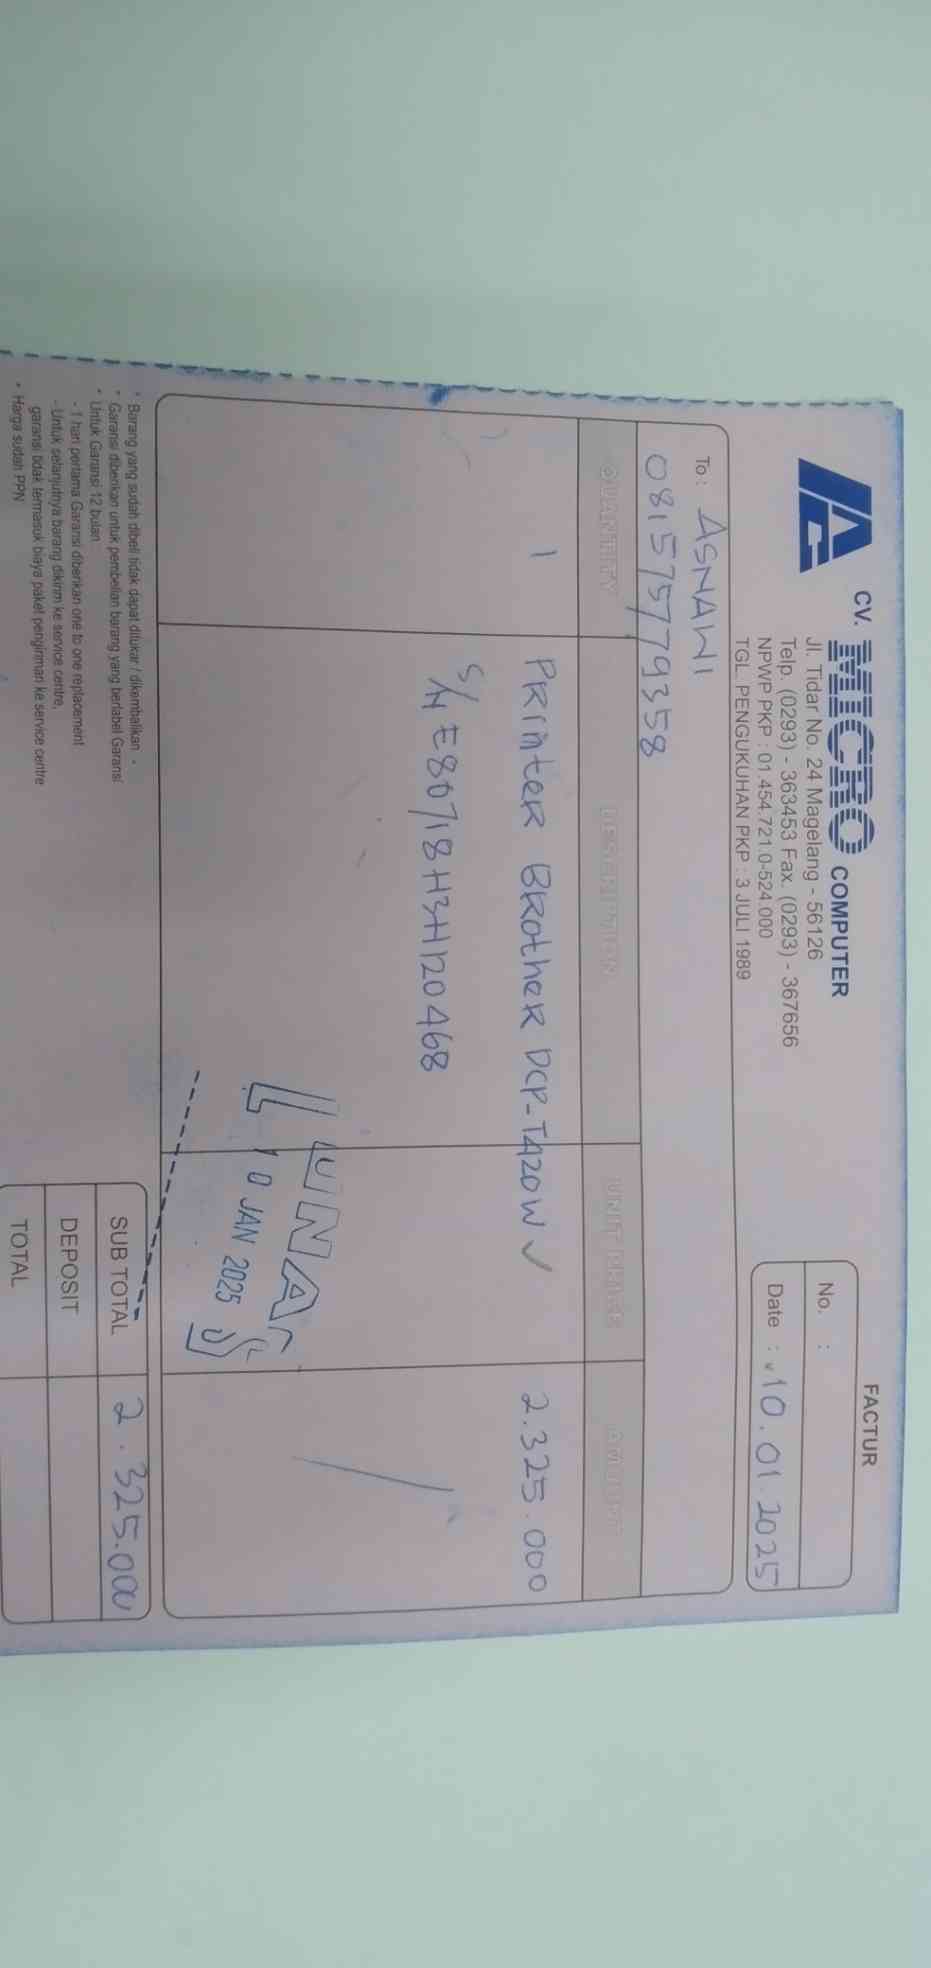 CV. MICRO COMPUTER
Jl. Tidar No. 24 Magelang - 56126
Telp. (0293) - 363453 Fax. (0293) - 367656
NPWP PKP : 01.454.721.0-524.000
TGL. PENGUKUHAN PKP : 3 JULI 1989
FACTUR
No. :
Date : 10.01.2025
To : ASNAWI
081575779358
QUANTITY DESCRIPTION UNIT PRICE AMOUNT
1 PRinteR BRotheR DCP-T420W ✓ 2.325.000
S/N E80718H3H120468
LUNAS
10 JAN 2025
SUB TOTAL 2.325.000
DEPOSIT
TOTAL
• Barang yang sudah dibeli tidak dapat ditukar / dikembalikan •
• Garansi diberikan untuk pembelian barang yang berlabel Garansi
• Untuk Garansi 12 bulan :
- 1 hari pertama Garansi diberikan one to one replacement
- Untuk selanjutnya barang dikirim ke service centre,
garansi tidak termasuk biaya paket pengiriman ke service centre
• Harga sudah PPN